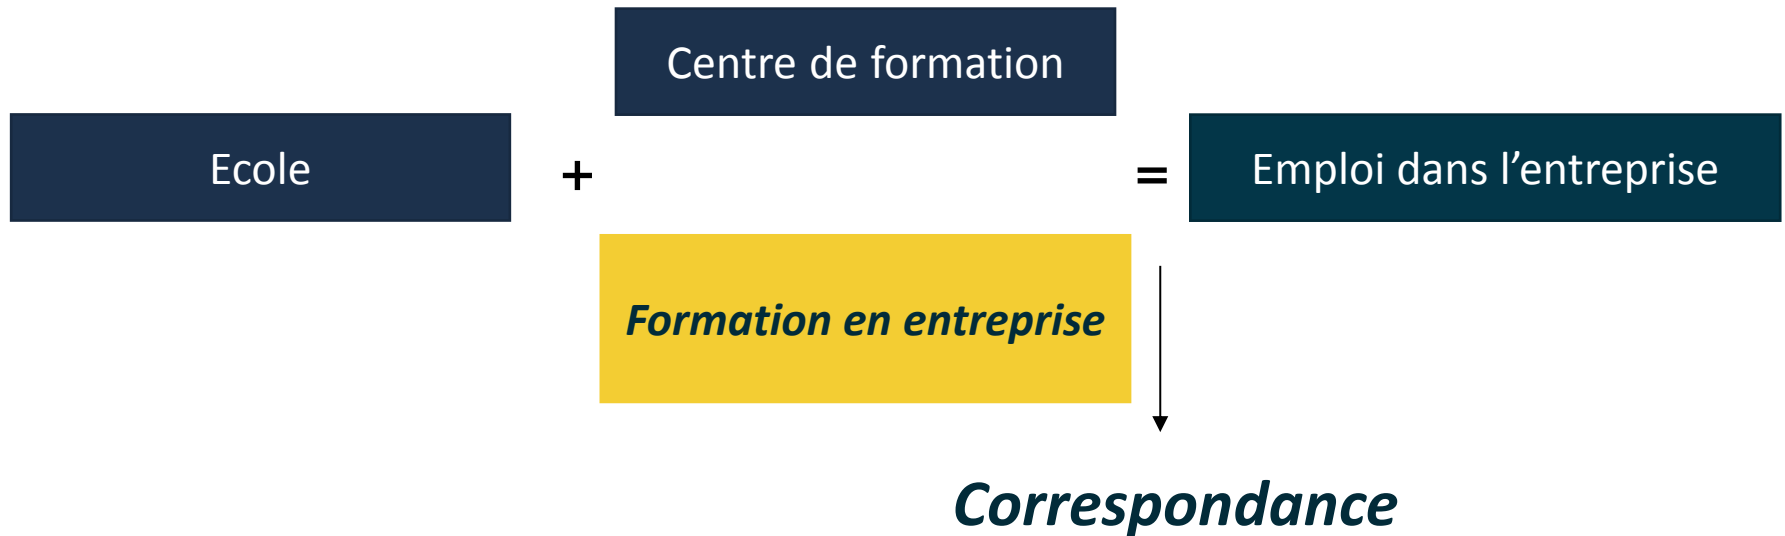 Centre de formation
Ecole
+
=
Emploi dans l’entreprise
Formation en entreprise
Correspondance